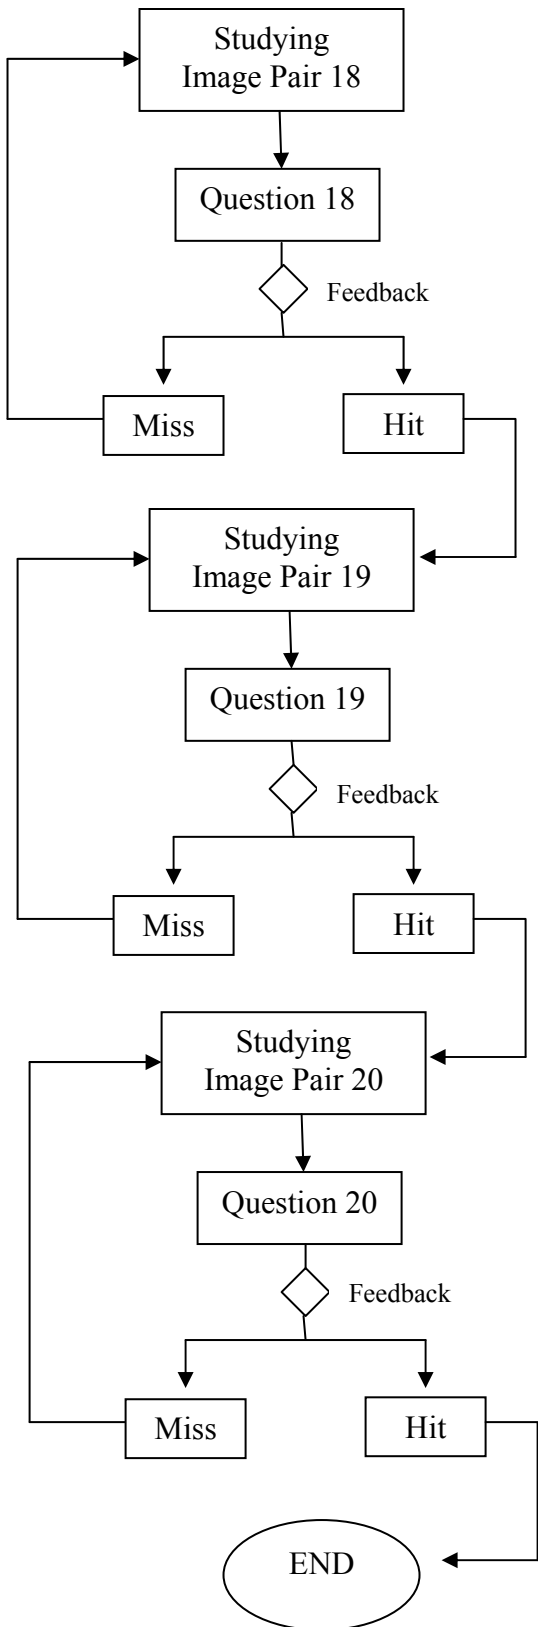 Studying
Image Pair 18
Question 18
Feedback
Miss
Hit
Studying
Image Pair 19
Question 19
Feedback
Miss
Hit
Studying
Image Pair 20
Question 20
Feedback
Miss
Hit
END